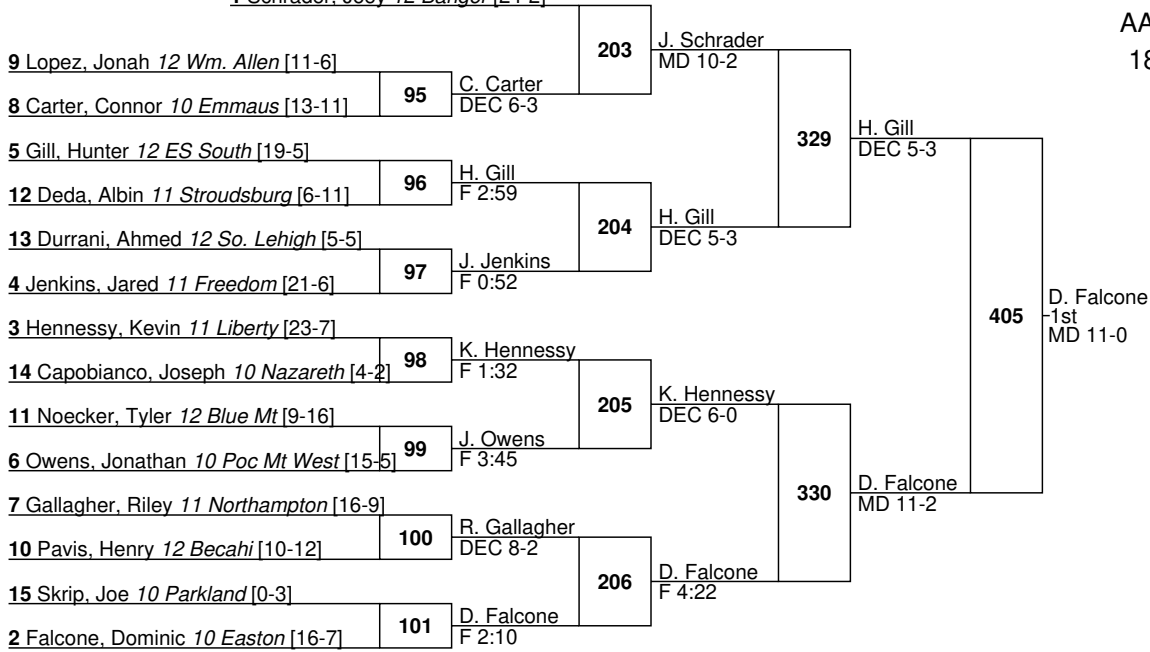 AA
18
203
J. Schrader
MD 10-2
9 Lopez, Jonah 12 Wm. Allen [11-6]
95
C. Carter
DEC 6-3
8 Carter, Connor 10 Emmaus [13-11]
329
H. Gill
DEC 5-3
5 Gill, Hunter 12 ES South [19-5]
96
H. Gill
F 2:59
12 Deda, Albin 11 Stroudsburg [6-11]
204
H. Gill
DEC 5-3
13 Durrani, Ahmed 12 So. Lehigh [5-5]
97
J. Jenkins
F 0:52
4 Jenkins, Jared 11 Freedom [21-6]
405
D. Falcone
1st
MD 11-0
3 Hennessy, Kevin 11 Liberty [23-7]
98
K. Hennessy
F 1:32
14 Capobianco, Joseph 10 Nazareth [4-2]
205
K. Hennessy
DEC 6-0
11 Noecker, Tyler 12 Blue Mt [9-16]
99
J. Owens
F 3:45
6 Owens, Jonathan 10 Poc Mt West [15-5]
330
D. Falcone
MD 11-2
7 Gallagher, Riley 11 Northampton [16-9]
100
R. Gallagher
DEC 8-2
10 Pavis, Henry 12 Becahi [10-12]
206
D. Falcone
F 4:22
15 Skrip, Joe 10 Parkland [0-3]
101
D. Falcone
F 2:10
2 Falcone, Dominic 10 Easton [16-7]